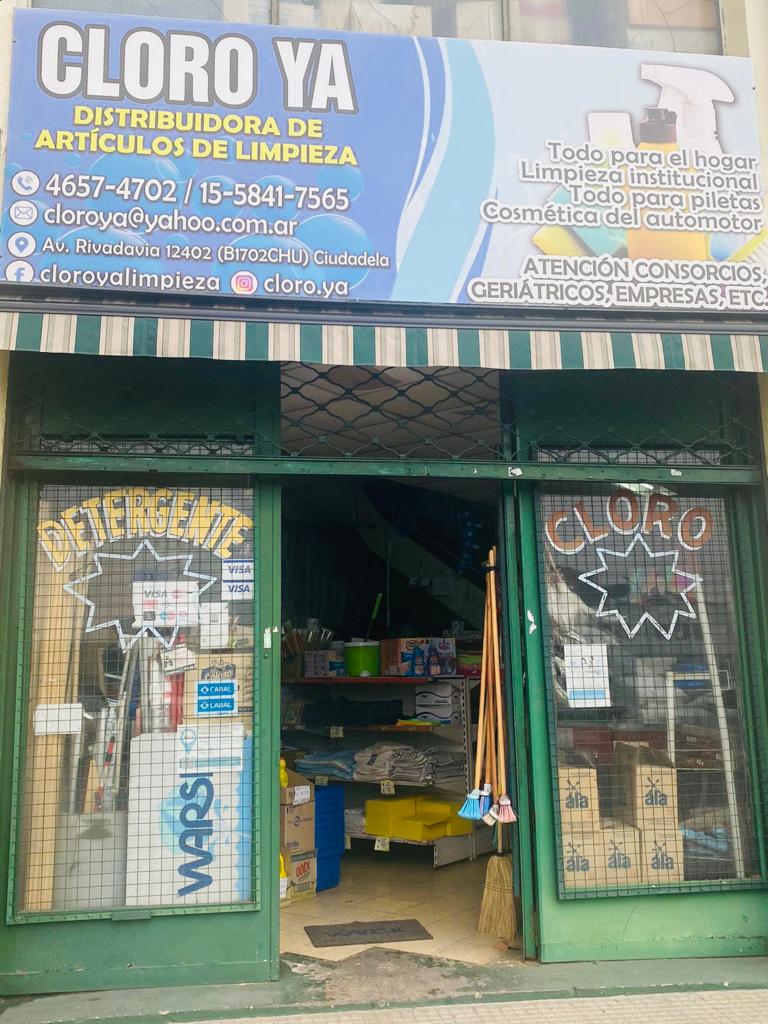 CLORO YA
DISTRIBUIDORA DE
ARTÍCULOS DE LIMPIEZA
4657-4702 / 15-5841-7565
cloroya@yahoo.com.ar
Av. Rivadavia 12402 (B1702CHU) Ciudadela
cloroyalimpieza cloro.ya
Todo para el hogar
Limpieza institucional
Todo para piletas
Cosmética del automotor
ATENCIÓN CONSORCIOS,
GERIÁTRICOS, EMPRESAS, ETC.
DETERGENTE
VISA
VISA
VISA
CABAL
CABAL
WAPSI
ODEX
CLORO
ala
ala
ala
ala
ala